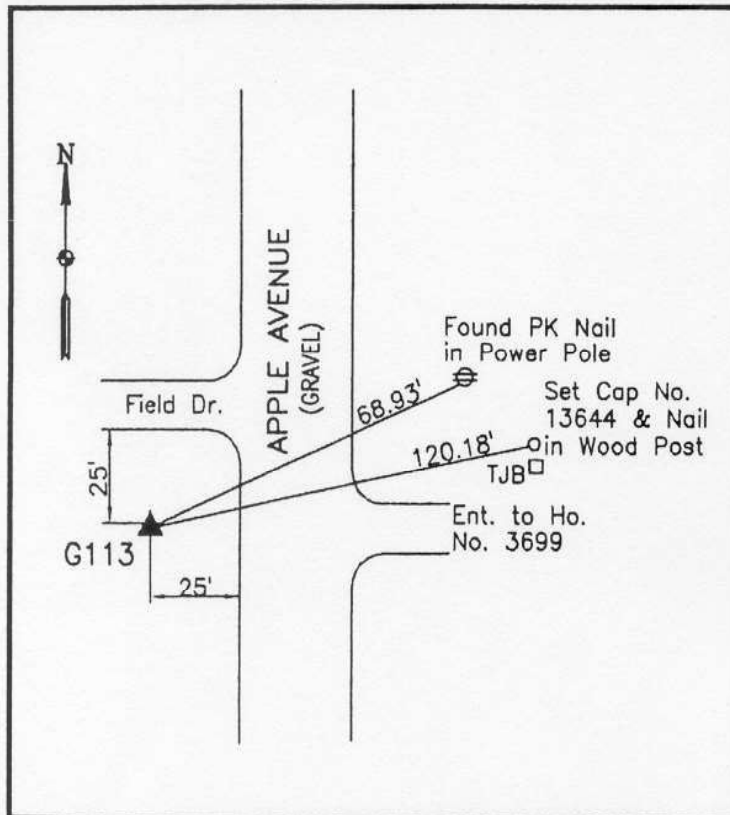 N
APPLE AVENUE
(GRAVEL)
Found PK Nail
in Power Pole
68.93'
Set Cap No.
13644 & Nail
in Wood Post
Field Dr.
120.18'
TJB
25'
Ent. to Ho.
No. 3699
G113
25'